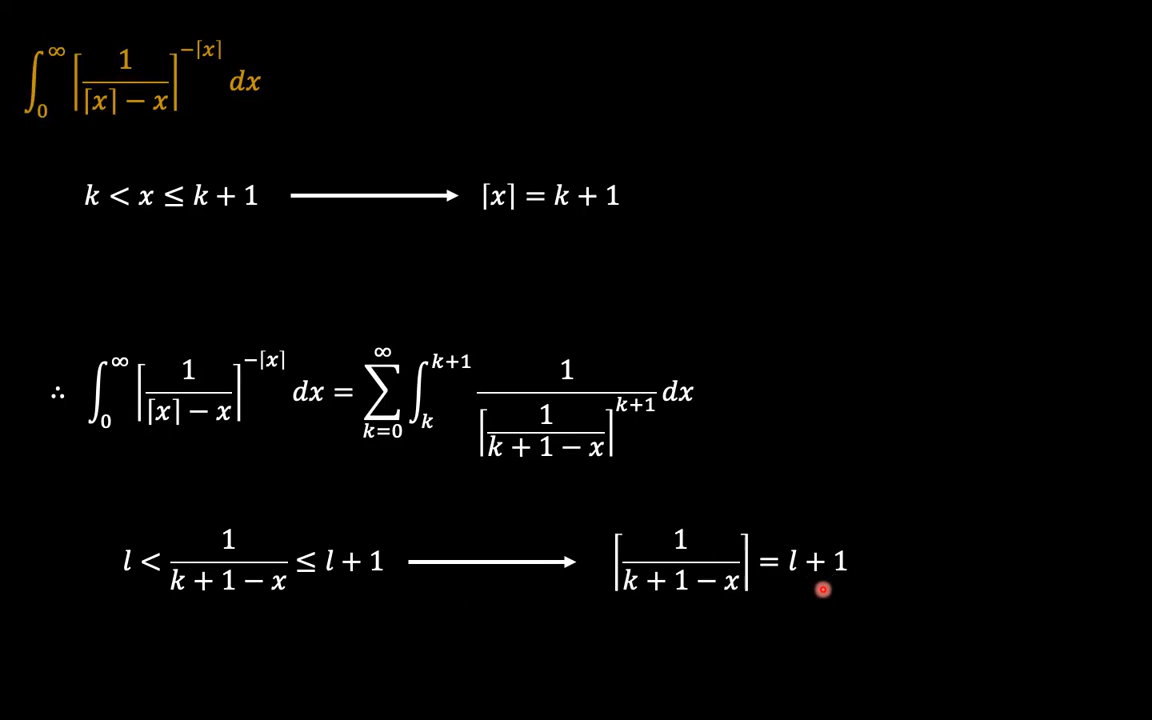 ∫₀^∞ ⌈1/(⌈x⌉ − x)⌉^(−⌈x⌉) dx
k < x ≤ k + 1 ⟶ ⌈x⌉ = k + 1
∴ ∫₀^∞ ⌈1/(⌈x⌉ − x)⌉^(−⌈x⌉) dx = ∑_{k=0}^{∞} ∫_k^{k+1} 1/⌈1/(k + 1 − x)⌉^(k+1) dx
l < 1/(k + 1 − x) ≤ l + 1 ⟶ ⌈1/(k + 1 − x)⌉ = l + 1